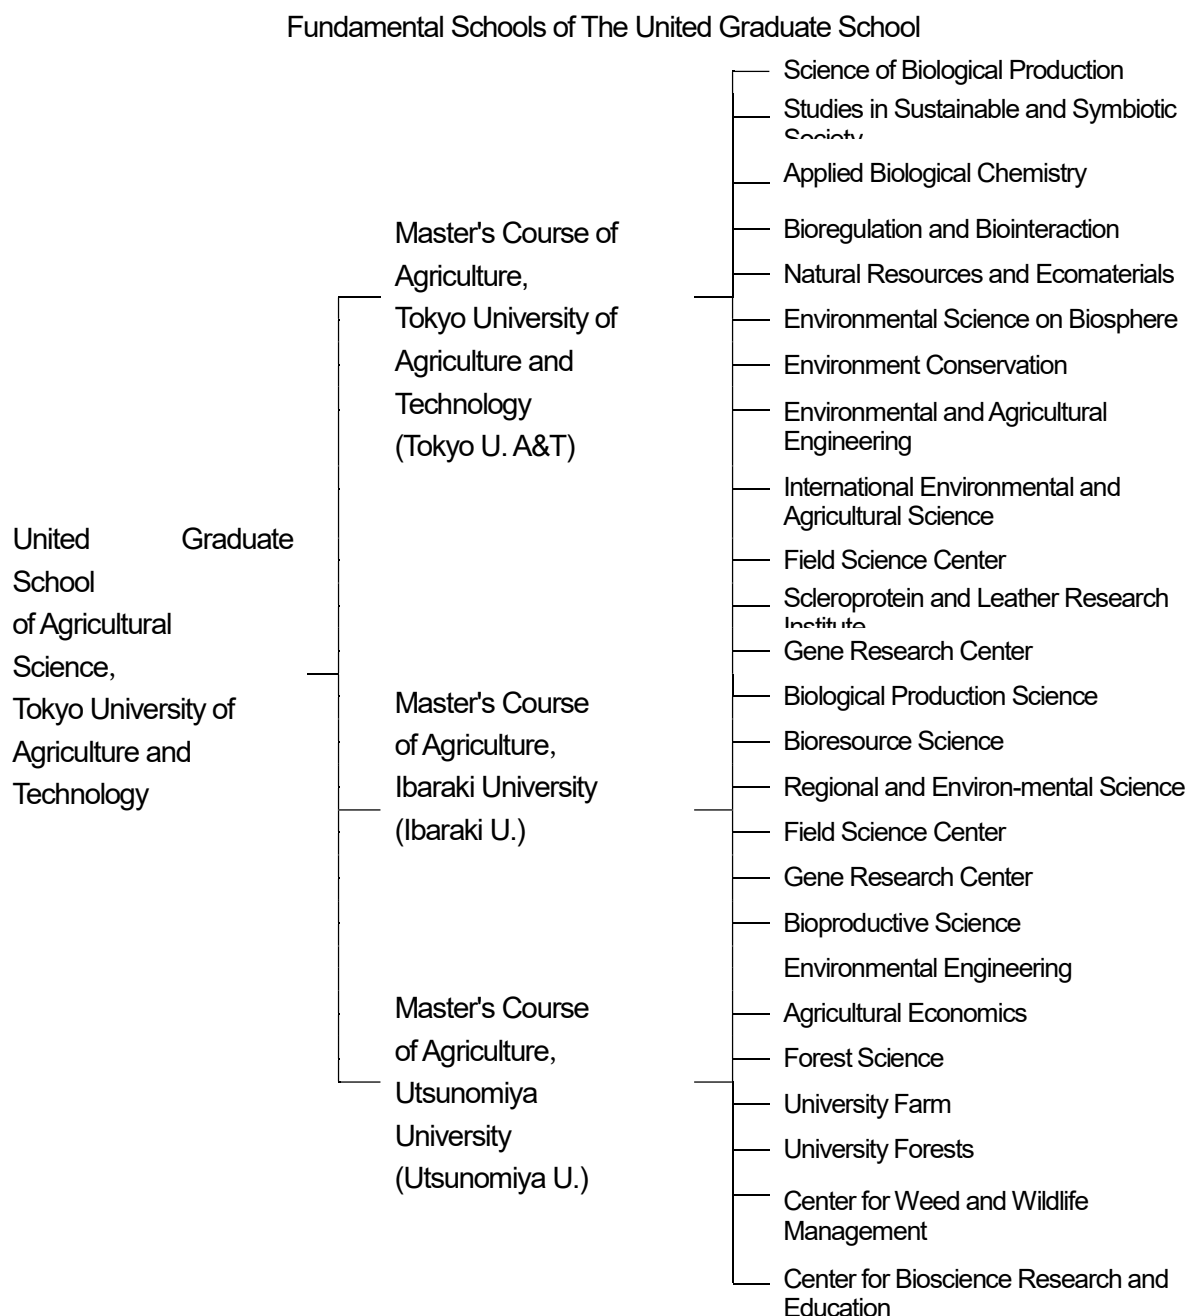 Fundamental Schools of The United Graduate School
United Graduate
School
of Agricultural
Science,
Tokyo University of
Agriculture and
Technology
Master's Course of
Agriculture,
Tokyo University of
Agriculture and
Technology
(Tokyo U. A&T)
Science of Biological Production
Studies in Sustainable and Symbiotic
Society
Applied Biological Chemistry
Bioregulation and Biointeraction
Natural Resources and Ecomaterials
Environmental Science on Biosphere
Environment Conservation
Environmental and Agricultural
Engineering
International Environmental and
Agricultural Science
Field Science Center
Scleroprotein and Leather Research
Institute
Gene Research Center
Master's Course
of Agriculture,
Ibaraki University
(Ibaraki U.)
Biological Production Science
Bioresource Science
Regional and Environ-mental Science
Field Science Center
Gene Research Center
Master's Course
of Agriculture,
Utsunomiya
University
(Utsunomiya U.)
Bioproductive Science
Environmental Engineering
Agricultural Economics
Forest Science
University Farm
University Forests
Center for Weed and Wildlife
Management
Center for Bioscience Research and
Education